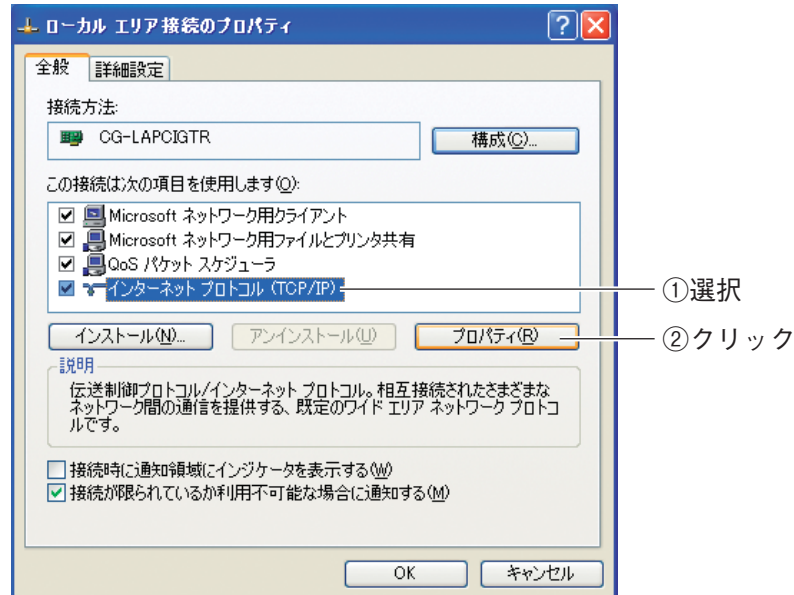 ローカル エリア接続のプロパティ
全般
詳細設定
接続方法:
CG-LAPCIGTR
構成(C)...
この接続は次の項目を使用します(O):
Microsoft ネットワーク用クライアント
Microsoft ネットワーク用ファイルとプリンタ共有
QoS パケット スケジューラ
インターネット プロトコル (TCP/IP)
①選択
インストール(N)...
アンインストール(U)
プロパティ(R)
②クリック
説明
伝送制御プロトコル/インターネット プロトコル。相互接続されたさまざまな
ネットワーク間の通信を提供する、既定のワイド エリア ネットワーク プロトコ
ルです。
接続時に通知領域にインジケータを表示する(W)
接続が限られているか利用不可能な場合に通知する(M)
OK
キャンセル